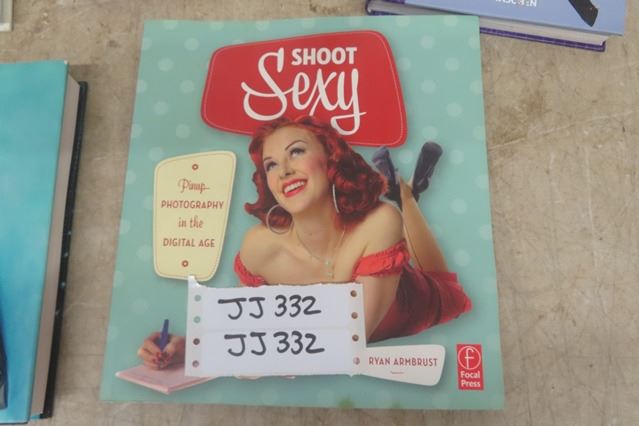 SHOOT
Sexy
Pinup
PHOTOGRAPHY
in the
DIGITAL AGE
JJ 332
JJ 332
RYAN ARMBRUST
f
Focal
Press